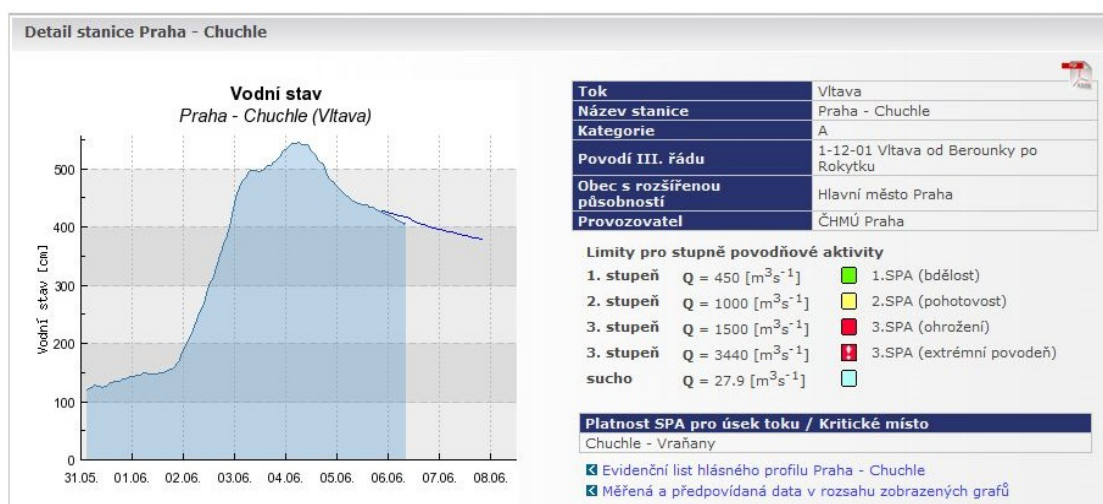 Detail stanice Praha - Chuchle
Vodní stav
Praha - Chuchle (Vltava)
Vodní stav [cm]
500
400
300
200
100
0
31.05. 01.06. 02.06. 03.06. 04.06. 05.06. 06.06. 07.06. 08.06.
Tok Vltava
Název stanice Praha - Chuchle
Kategorie A
Povodí III. řádu 1-12-01 Vltava od Berounky po
Rokytku
Obec s rozšířenou
působností Hlavní město Praha
Provozovatel ČHMÚ Praha
Limity pro stupně povodňové aktivity
1. stupeň Q = 450 [m³s⁻¹] 1.SPA (bdělost)
2. stupeň Q = 1000 [m³s⁻¹] 2.SPA (pohotovost)
3. stupeň Q = 1500 [m³s⁻¹] 3.SPA (ohrožení)
3. stupeň Q = 3440 [m³s⁻¹] 3.SPA (extrémní povodeň)
sucho Q = 27.9 [m³s⁻¹]
Platnost SPA pro úsek toku / Kritické místo
Chuchle - Vraňany
Evidenční list hlásného profilu Praha - Chuchle
Měřená a předpovídaná data v rozsahu zobrazených grafů